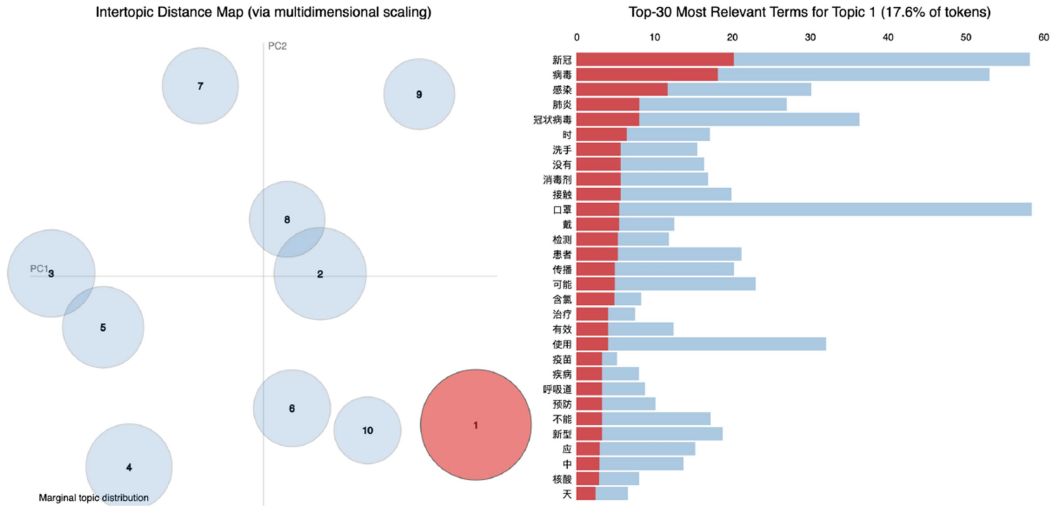 Intertopic Distance Map (via multidimensional scaling)
PC2
7
9
8
PC1
3
2
5
6
10
1
4
Marginal topic distribution
Top-30 Most Relevant Terms for Topic 1 (17.6% of tokens)
0 10 20 30 40 50 60
新冠
病毒
感染
肺炎
冠状病毒
时
洗手
没有
消毒剂
接触
口罩
戴
检测
患者
传播
可能
含氯
治疗
有效
使用
疫苗
疾病
呼吸道
预防
不能
新型
应
中
核酸
天